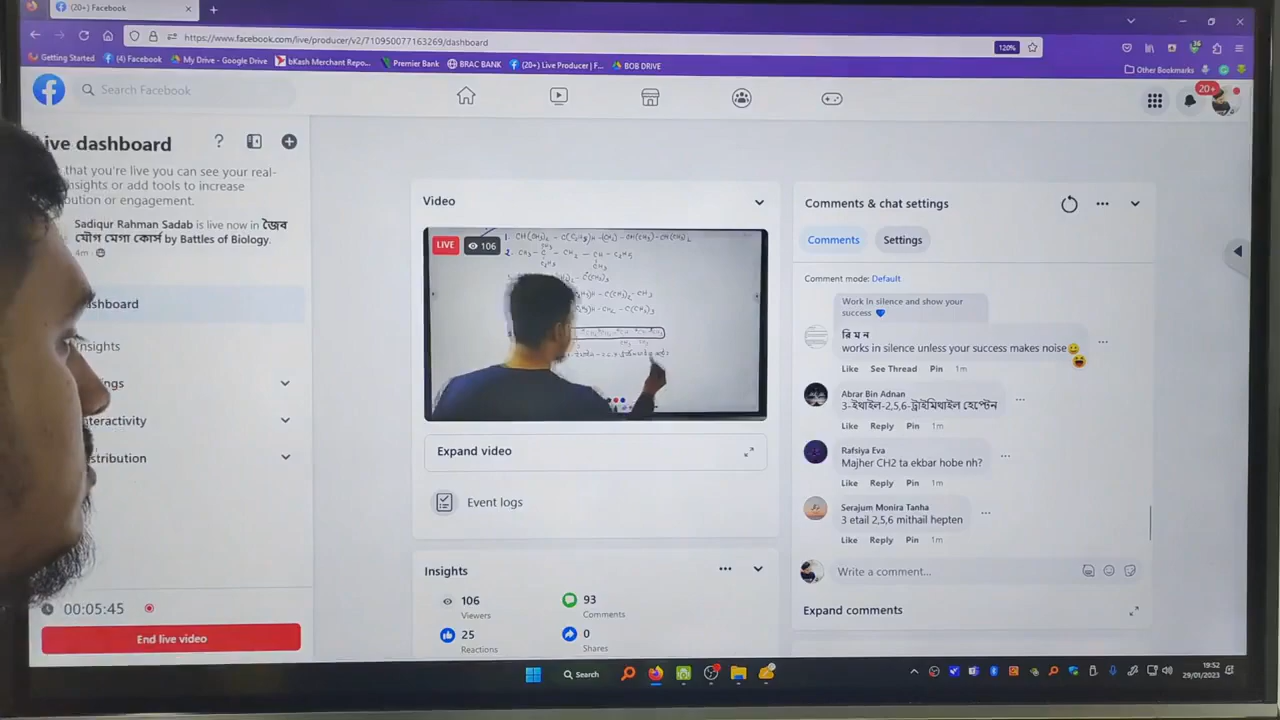 (20+) Facebook
https://www.facebook.com/live/producer/v2/710950077163269/dashboard
120%
Getting Started
(4) Facebook
My Drive - Google Drive
bKash Merchant Repo...
Premier Bank
BRAC BANK
(20+) Live Producer | F...
BOB DRIVE
Other Bookmarks
Search Facebook
20+
ive dashboard
that you're live you can see your real-
nsights or add tools to increase
bution or engagement.
Sadiqur Rahman Sadab is live now in জৈব
যৌগ মেগা কোর্স by Battles of Biology.
4m
shboard
nsights
ings
nteractivity
stribution
00:05:45
End live video
Video
LIVE 106
Expand video
Event logs
Insights
106
Viewers
93
Comments
25
Reactions
0
Shares
Comments & chat settings
Comments
Settings
Comment mode: Default
Work in silence and show your
success
রি ম ন
works in silence unless your success makes noise
Like See Thread Pin 1m
Abrar Bin Adnan
3-ইথাইল-2,5,6-ট্রাইমিথাইল হেপ্টেন
Like Reply Pin 1m
Rafsiya Eva
Majher CH2 ta ekbar hobe nh?
Like Reply Pin 1m
Serajum Monira Tanha
3 etail 2,5,6 mithail hepten
Like Reply Pin 1m
Write a comment...
Expand comments
Search
19:52
29/01/2023